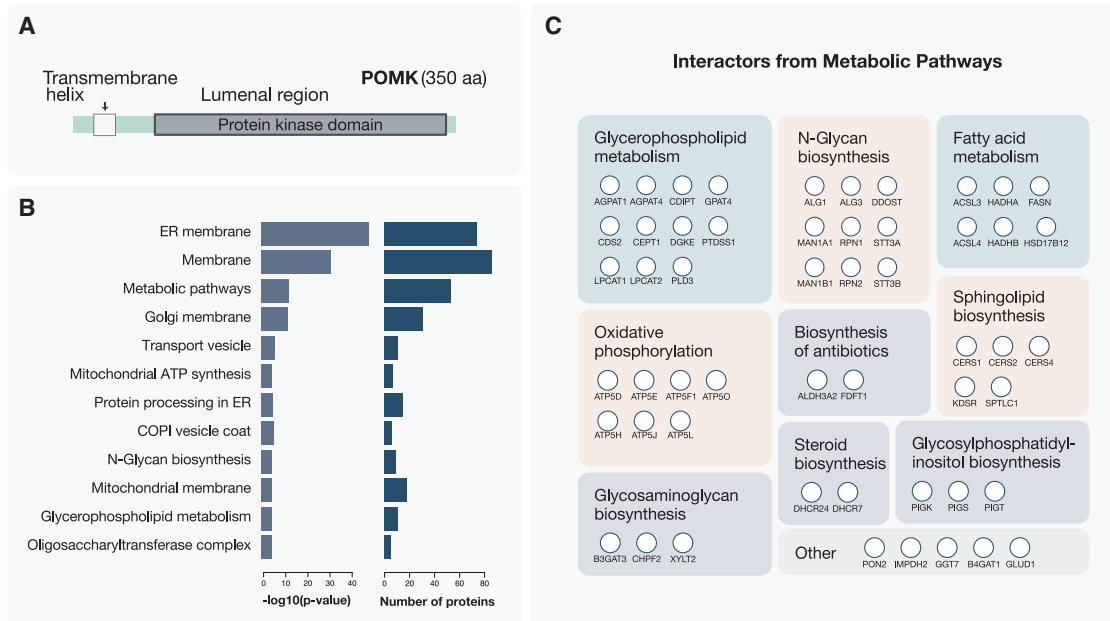 A
Transmembrane
helix
Lumenal region
POMK (350 aa)
Protein kinase domain
B
ER membrane
Membrane
Metabolic pathways
Golgi membrane
Transport vesicle
Mitochondrial ATP synthesis
Protein processing in ER
COPI vesicle coat
N-Glycan biosynthesis
Mitochondrial membrane
Glycerophospholipid metabolism
Oligosaccharyltransferase complex
0 10 20 30 40
-log10(p-value)
0 20 40 60 80
Number of proteins
C
Interactors from Metabolic Pathways
Glycerophospholipid
metabolism
AGPAT1 AGPAT4 CDIPT GPAT4
CDS2 CEPT1 DGKE PTDSS1
LPCAT1 LPCAT2 PLD3
N-Glycan
biosynthesis
ALG1 ALG3 DDOST
MAN1A1 RPN1 STT3A
MAN1B1 RPN2 STT3B
Fatty acid
metabolism
ACSL3 HADHA FASN
ACSL4 HADHB HSD17B12
Oxidative
phosphorylation
ATP5D ATP5E ATP5F1 ATP5O
ATP5H ATP5J ATP5L
Biosynthesis
of antibiotics
ALDH3A2 FDFT1
Sphingolipid
biosynthesis
CERS1 CERS2 CERS4
KDSR SPTLC1
Glycosaminoglycan
biosynthesis
B3GAT3 CHPF2 XYLT2
Steroid
biosynthesis
DHCR24 DHCR7
Glycosylphosphatidyl-
inositol biosynthesis
PIGK PIGS PIGT
Other
PON2 IMPDH2 GGT7 B4GAT1 GLUD1